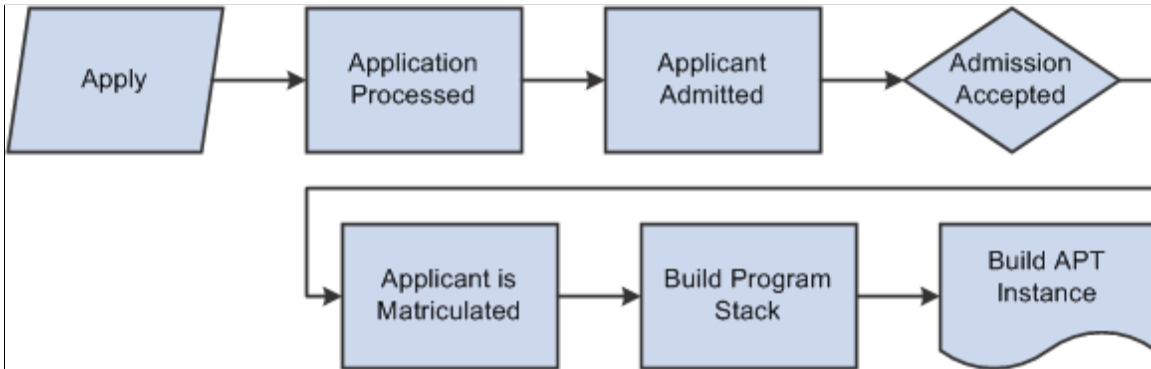 Apply
Application
Processed
Applicant
Admitted
Admission
Accepted
Applicant is
Matriculated
Build Program
Stack
Build APT
Instance